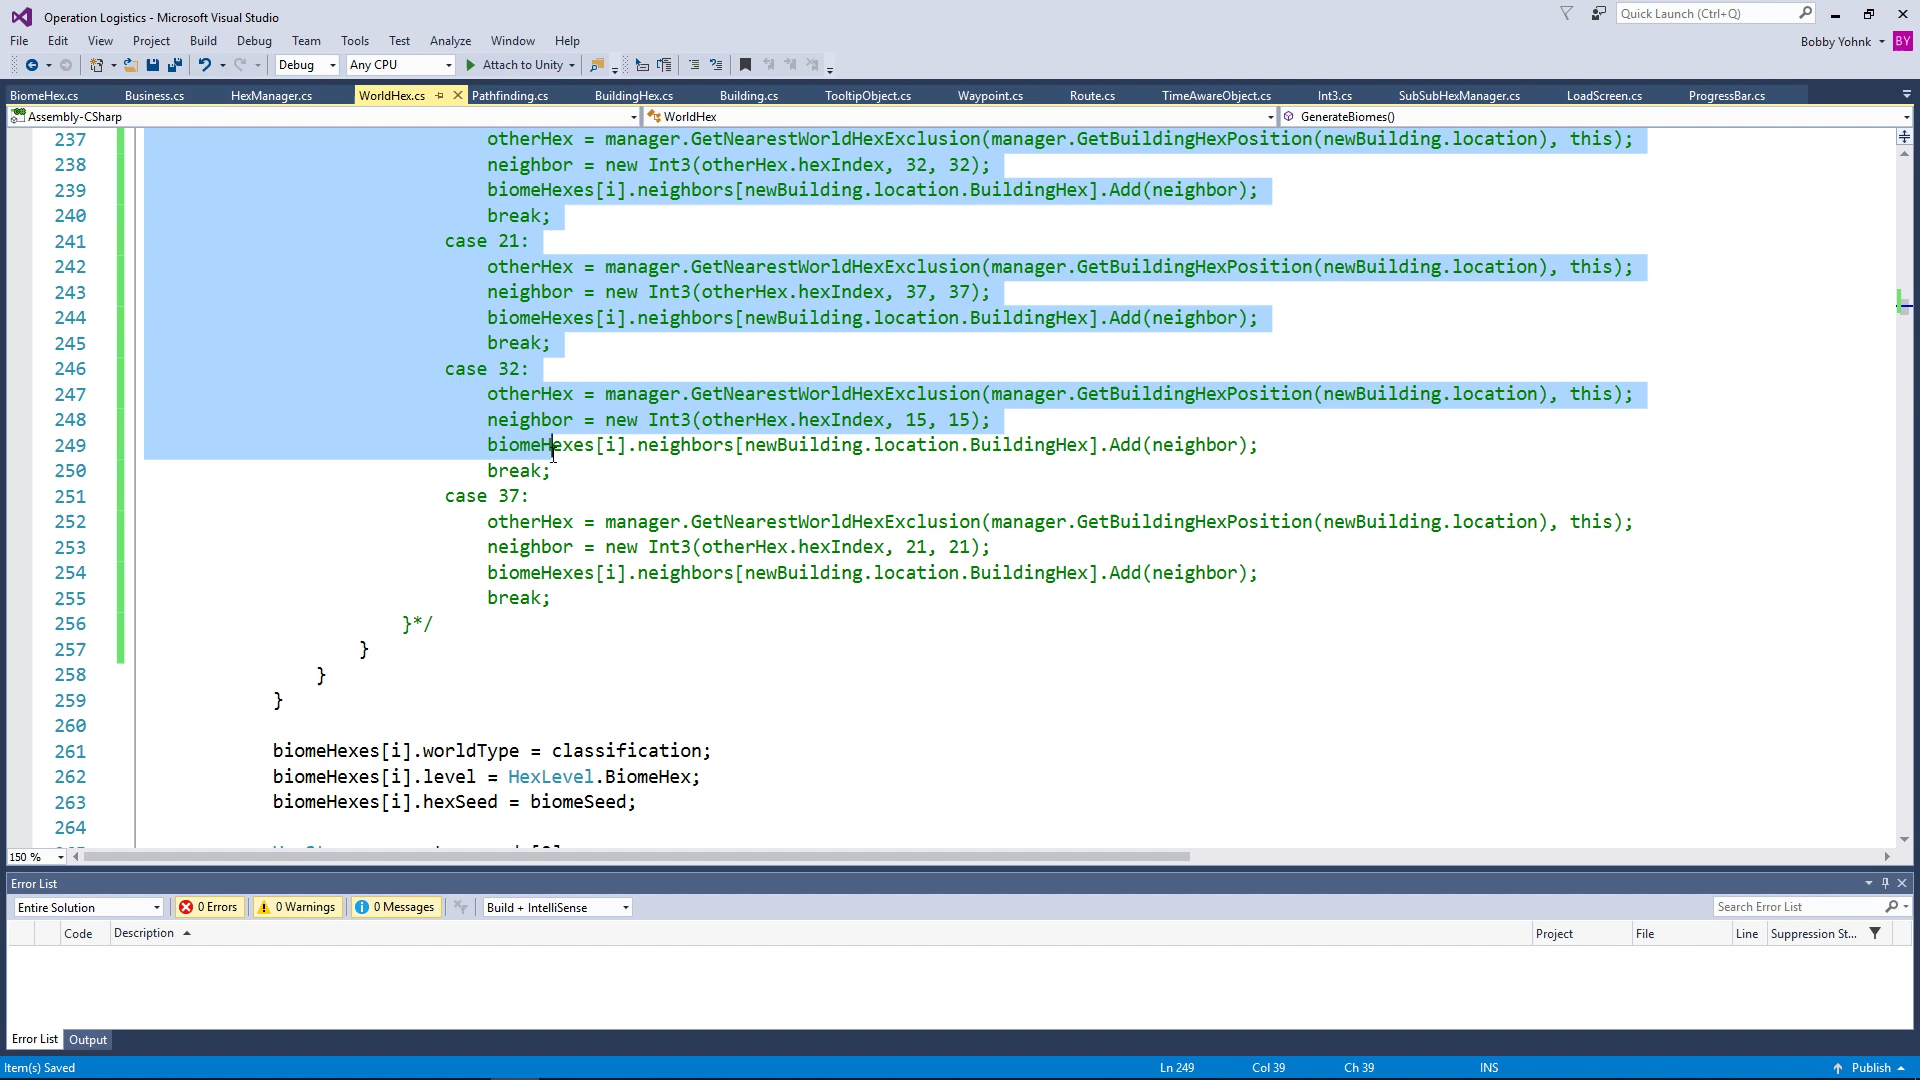 Operation Logistics - Microsoft Visual Studio
Quick Launch (Ctrl+Q)
File Edit View Project Build Debug Team Tools Test Analyze Window Help
Bobby Yohnk BY
Debug Any CPU Attach to Unity
BiomeHex.cs Business.cs HexManager.cs WorldHex.cs Pathfinding.cs BuildingHex.cs Building.cs TooltipObject.cs Waypoint.cs Route.cs TimeAwareObject.cs Int3.cs SubSubHexManager.cs LoadScreen.cs ProgressBar.cs
Assembly-CSharp WorldHex GenerateBiomes()
237 otherHex = manager.GetNearestWorldHexExclusion(manager.GetBuildingHexPosition(newBuilding.location), this);
238 neighbor = new Int3(otherHex.hexIndex, 32, 32);
239 biomeHexes[i].neighbors[newBuilding.location.BuildingHex].Add(neighbor);
240 break;
241 case 21:
242 otherHex = manager.GetNearestWorldHexExclusion(manager.GetBuildingHexPosition(newBuilding.location), this);
243 neighbor = new Int3(otherHex.hexIndex, 37, 37);
244 biomeHexes[i].neighbors[newBuilding.location.BuildingHex].Add(neighbor);
245 break;
246 case 32:
247 otherHex = manager.GetNearestWorldHexExclusion(manager.GetBuildingHexPosition(newBuilding.location), this);
248 neighbor = new Int3(otherHex.hexIndex, 15, 15);
249 biomeHexes[i].neighbors[newBuilding.location.BuildingHex].Add(neighbor);
250 break;
251 case 37:
252 otherHex = manager.GetNearestWorldHexExclusion(manager.GetBuildingHexPosition(newBuilding.location), this);
253 neighbor = new Int3(otherHex.hexIndex, 21, 21);
254 biomeHexes[i].neighbors[newBuilding.location.BuildingHex].Add(neighbor);
255 break;
256 }*/
257 }
258 }
259 }
260
261 biomeHexes[i].worldType = classification;
262 biomeHexes[i].level = HexLevel.BiomeHex;
263 biomeHexes[i].hexSeed = biomeSeed;
264
150 %
Error List
Entire Solution 0 Errors 0 Warnings 0 Messages Build + IntelliSense Search Error List
Code Description Project File Line Suppression St...
Error List Output
Item(s) Saved Ln 249 Col 39 Ch 39 INS Publish